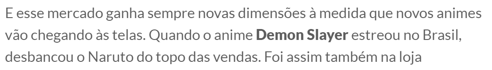 E esse mercado ganha sempre novas dimensões à medida que novos animes
vão chegando às telas. Quando o anime Demon Slayer estreou no Brasil,
desbancou o Naruto do topo das vendas. Foi assim também na loja